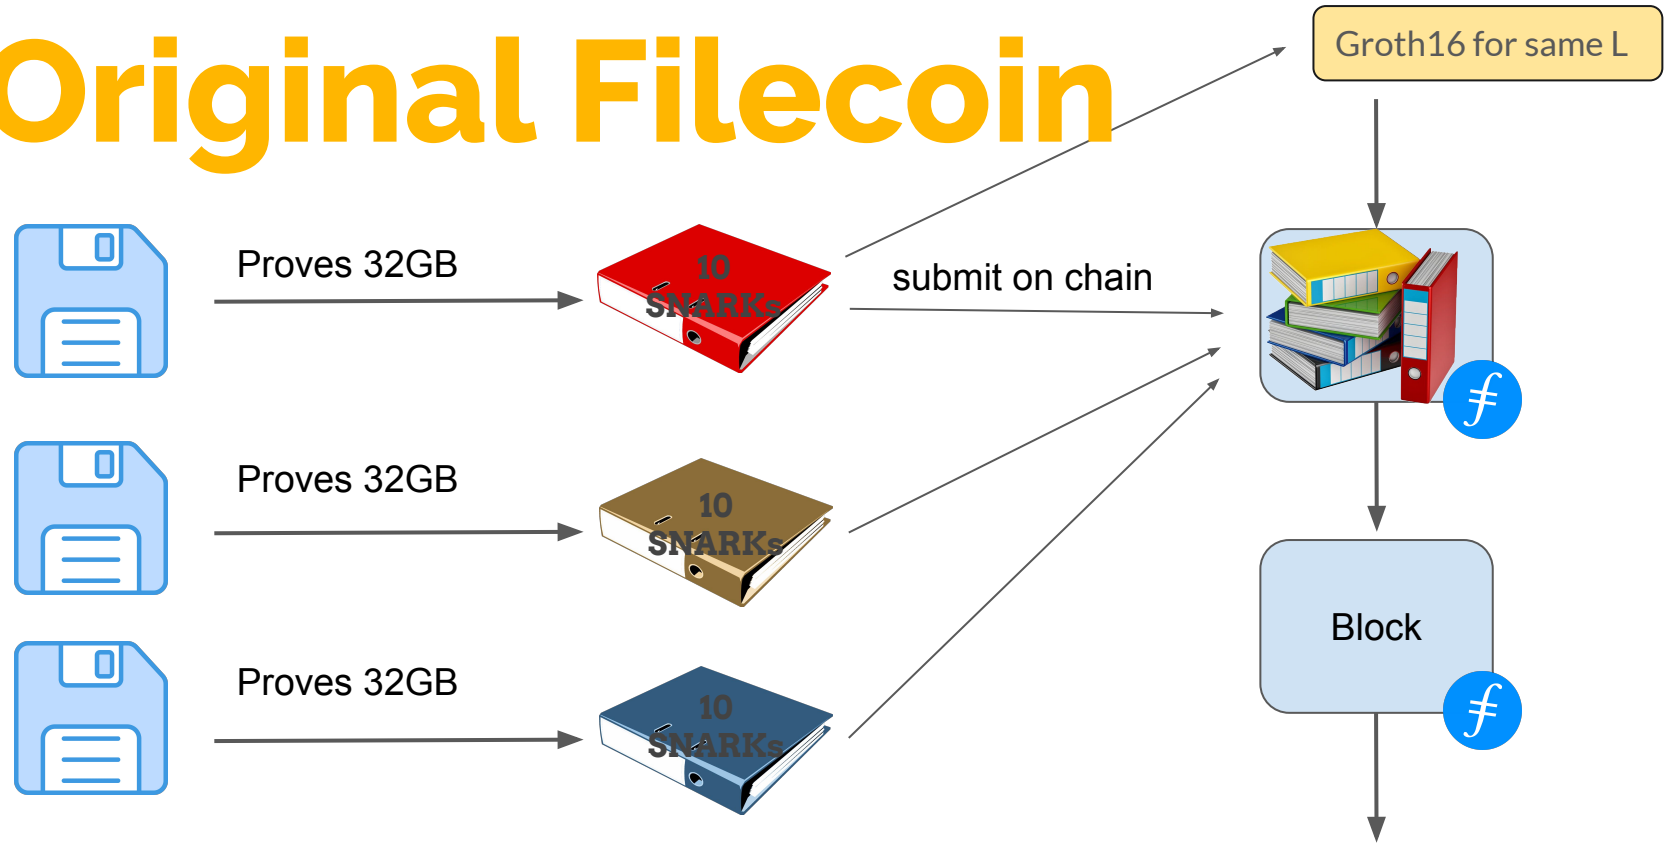 Original Filecoin
Groth16 for same L
Proves 32GB
10
SNARKs
submit on chain
Proves 32GB
10
SNARKs
Block
Proves 32GB
10
SNARKs